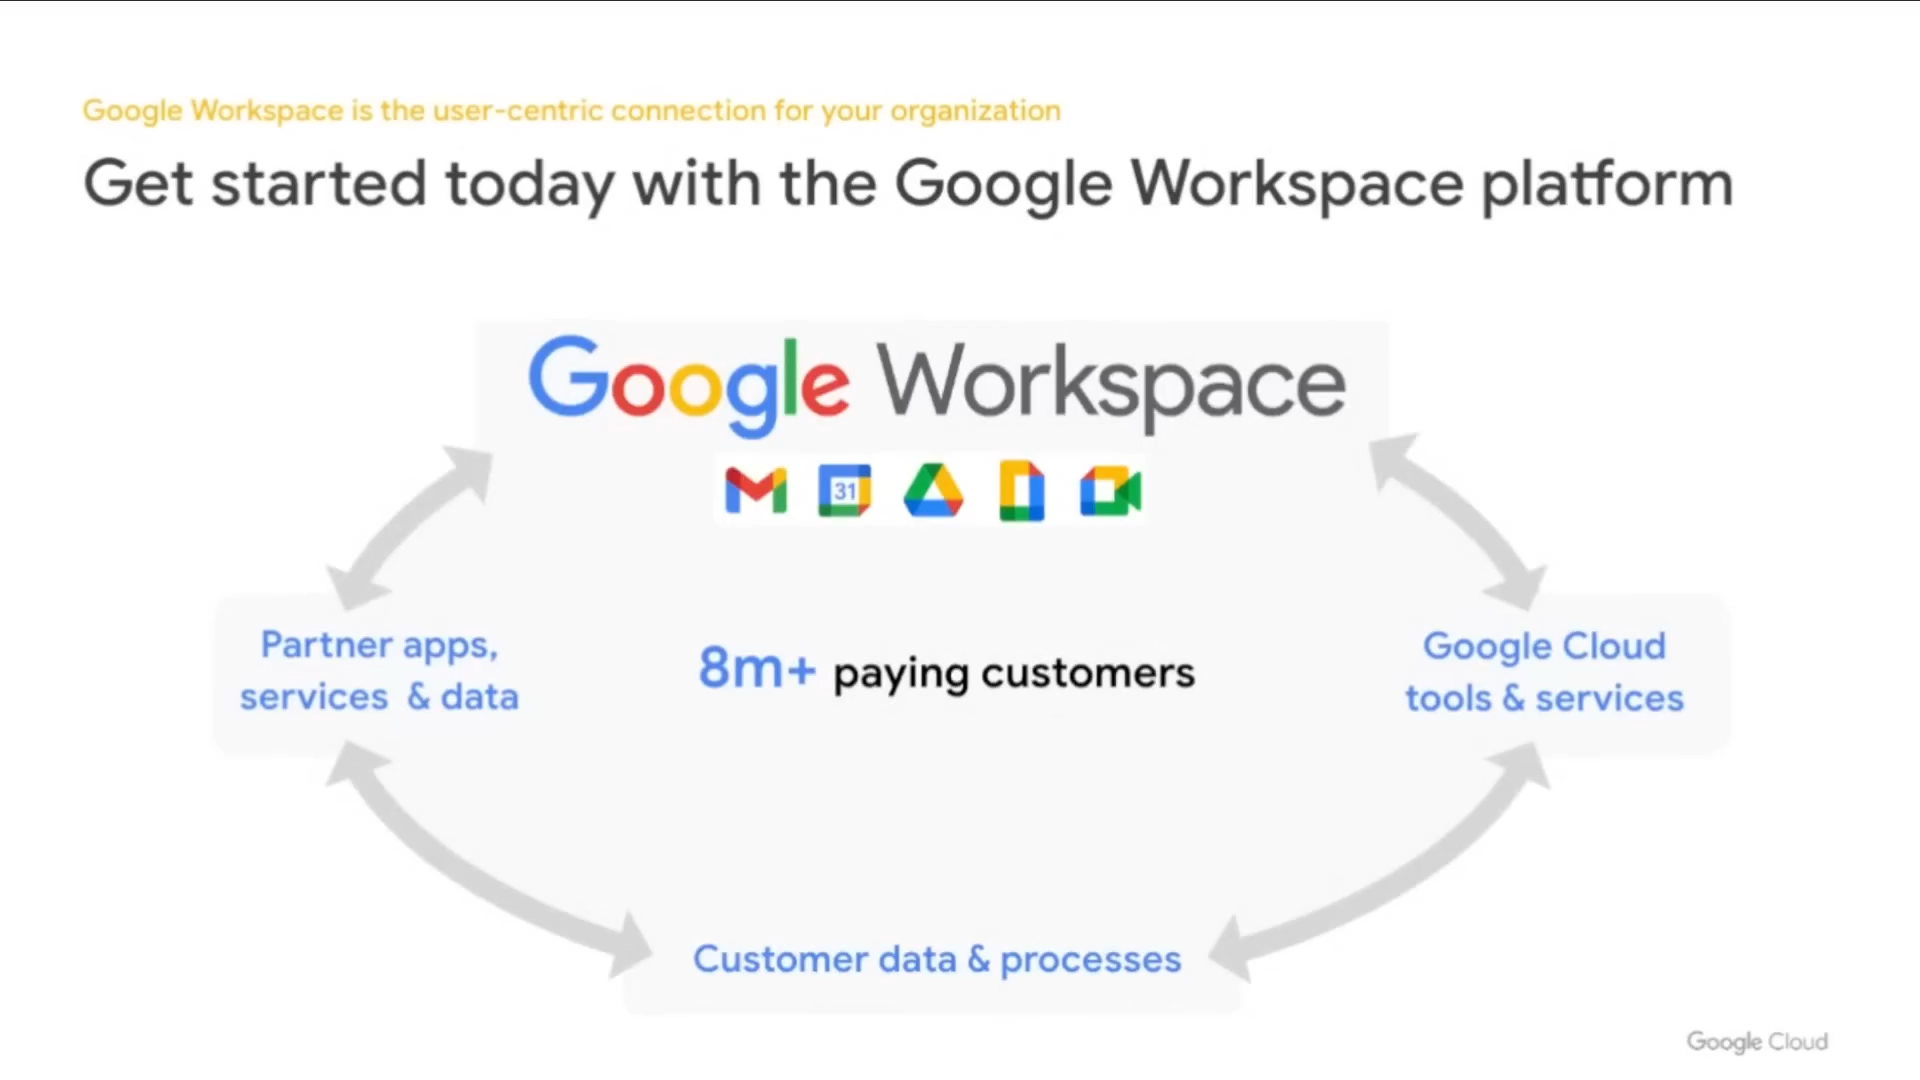 Google Workspace is the user-centric connection for your organization
Get started today with the Google Workspace platform
Google Workspace
31
Partner apps,
services & data
8m+ paying customers
Google Cloud
tools & services
Customer data & processes
Google Cloud